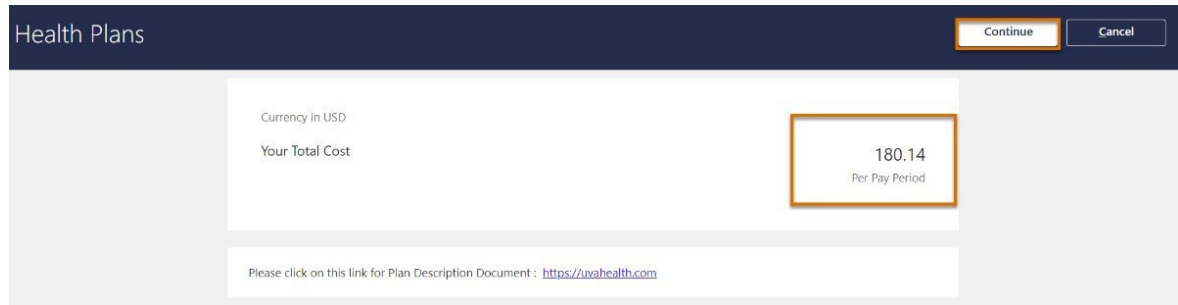 Health Plans
Continue
Cancel
Currency in USD
Your Total Cost
180.14
Per Pay Period
Please click on this link for Plan Description Document : https://uvahealth.com